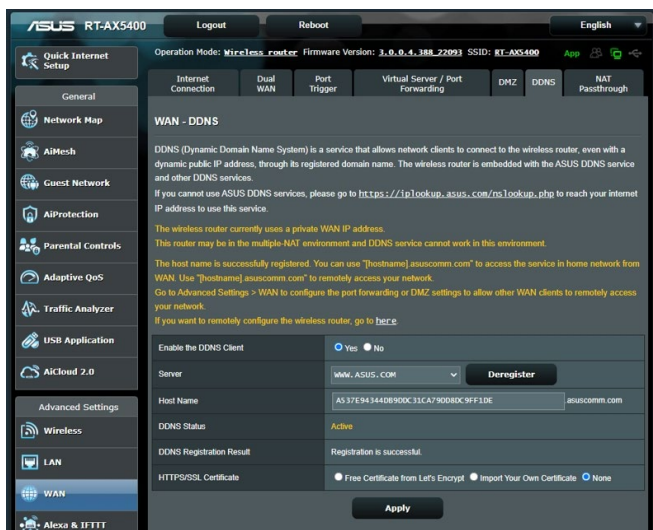 ASUS RT-AX5400 Logout Reboot English
Quick Internet Setup
Operation Mode: Wireless router Firmware Version: 3.0.0.4.388_22093 SSID: RT-AX5400 App
Internet Connection Dual WAN Port Trigger Virtual Server / Port Forwarding DMZ DDNS NAT Passthrough
General
Network Map
AiMesh
Guest Network
AiProtection
Parental Controls
Adaptive QoS
Traffic Analyzer
USB Application
AiCloud 2.0
Advanced Settings
Wireless
LAN
WAN
Alexa & IFTTT
WAN - DDNS
DDNS (Dynamic Domain Name System) is a service that allows network clients to connect to the wireless router, even with a
dynamic public IP address, through its registered domain name. The wireless router is embedded with the ASUS DDNS service
and other DDNS services.
If you cannot use ASUS DDNS services, please go to https://iplookup.asus.com/nslookup.php to reach your internet
IP address to use this service.
The wireless router currently uses a private WAN IP address.
This router may be in the multiple-NAT environment and DDNS service cannot work in this environment.
The host name is successfully registered. You can use "[hostname].asuscomm.com" to access the service in home network from
WAN. Use "[hostname].asuscomm.com" to remotely access your network.
Go to Advanced Settings > WAN to configure the port forwarding or DMZ settings to allow other WAN clients to remotely access
your network.
If you want to remotely configure the wireless router, go to here.
Enable the DDNS Client Yes No
Server WWW.ASUS.COM Deregister
Host Name A537E94344DB9DDC31CA79DD8DC9FF1DE .asuscomm.com
DDNS Status Active
DDNS Registration Result Registration is successful.
HTTPS/SSL Certificate Free Certificate from Let's Encrypt Import Your Own Certificate None
Apply